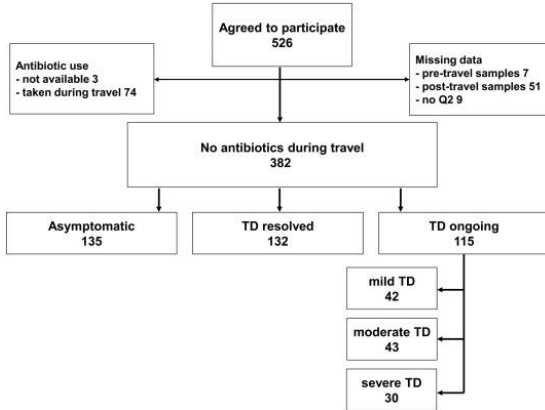 Agreed to participate
526
Antibiotic use
- not available 3
- taken during travel 74
Missing data
- pre-travel samples 7
- post-travel samples 51
- no Q2 9
No antibiotics during travel
382
Asymptomatic
135
TD resolved
132
TD ongoing
115
mild TD
42
moderate TD
43
severe TD
30